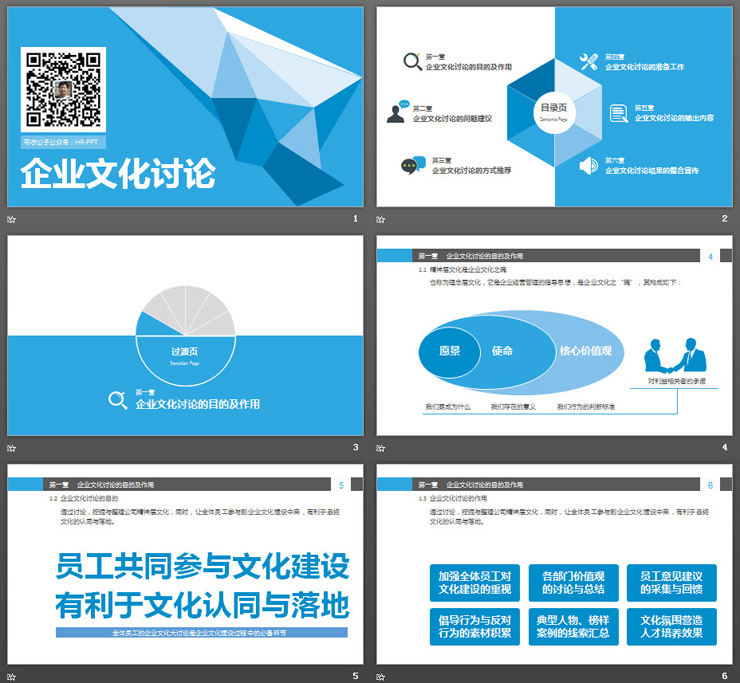 布衣公子公众号：HR-PPT
企业文化讨论
1
第一章
企业文化讨论的目的及作用
第二章
企业文化讨论的问题建议
第三章
企业文化讨论的方式推荐
目录页
Contents Page
第四章
企业文化讨论的准备工作
第五章
企业文化讨论的输出内容
第六章
企业文化讨论结果的整合宣传
2
过渡页
Transition Page
第一章
企业文化讨论的目的及作用
3
第一章 企业文化讨论的目的及作用
4
1.1 精神层文化是企业文化之魂
也称为理念层文化，它是企业经营管理的指导思想，是企业文化之“魂”，其构成如下：
愿景
使命
核心价值观
对利益相关者的承诺
我们要成为什么
我们存在的意义
我们行为的判断标准
4
第一章 企业文化讨论的目的及作用
5
1.2 企业文化讨论的目的
通过讨论，挖掘与整理公司精神层文化，同时，让全体员工参与到企业文化建设中来，有利于最终
文化的认同与落地。
员工共同参与文化建设
有利于文化认同与落地
全体员工的企业文化大讨论是企业文化建设过程中的必备环节
5
第一章 企业文化讨论的目的及作用
6
1.3 企业文化讨论的作用
通过讨论，挖掘与整理公司精神层文化，同时，让全体员工参与到企业文化建设中来，有利于最终
文化的认同与落地。
加强全体员工对
文化建设的重视
各部门价值观
的讨论与总结
员工意见建议
的采集与回馈
倡导行为与反对
行为的素材积累
典型人物、榜样
案例的线索汇总
文化氛围营造
人才培养效果
6